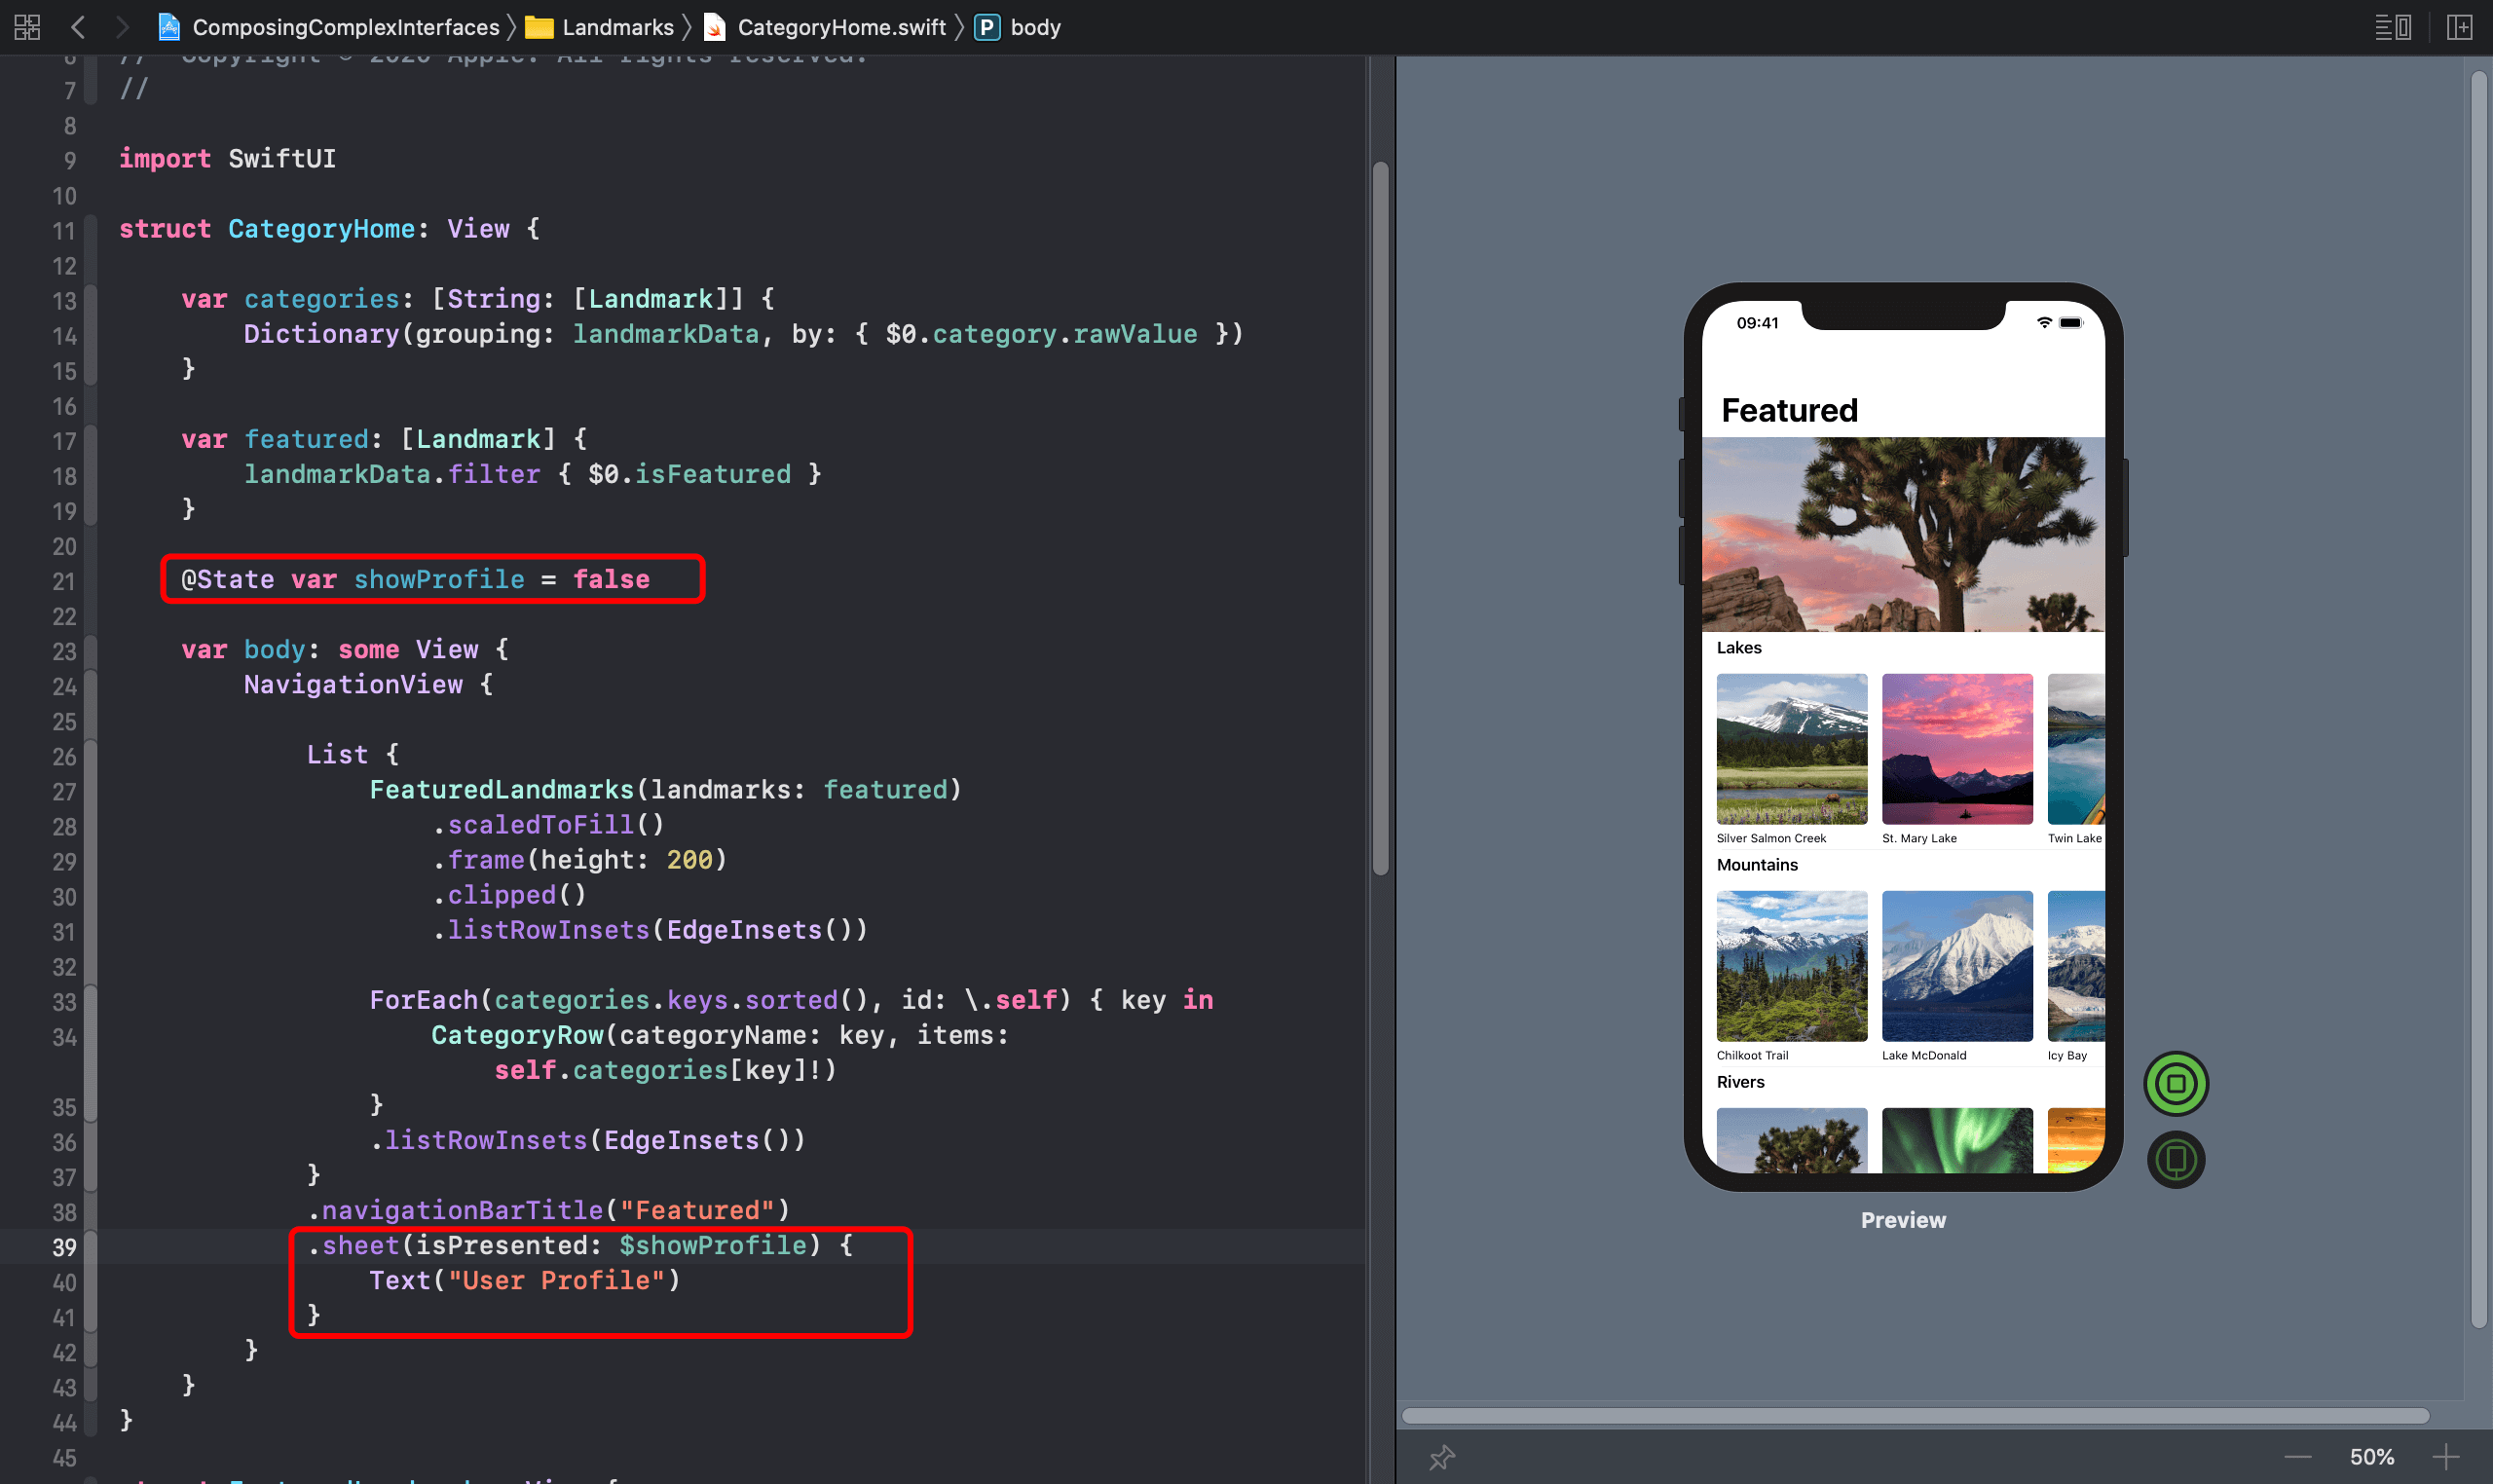 ComposingComplexInterfaces 〉 Landmarks 〉 CategoryHome.swift 〉 P body
6 // Copyright © 2020 Apple. All rights reserved.
7 //
8
9 import SwiftUI
10
11 struct CategoryHome: View {
12
13 var categories: [String: [Landmark]] {
14 Dictionary(grouping: landmarkData, by: { $0.category.rawValue })
15 }
16
17 var featured: [Landmark] {
18 landmarkData.filter { $0.isFeatured }
19 }
20
21 @State var showProfile = false
22
23 var body: some View {
24 NavigationView {
25
26 List {
27 FeaturedLandmarks(landmarks: featured)
28 .scaledToFill()
29 .frame(height: 200)
30 .clipped()
31 .listRowInsets(EdgeInsets())
32
33 ForEach(categories.keys.sorted(), id: \.self) { key in
34 CategoryRow(categoryName: key, items:
self.categories[key]!)
35 }
36 .listRowInsets(EdgeInsets())
37 }
38 .navigationBarTitle("Featured")
39 .sheet(isPresented: $showProfile) {
40 Text("User Profile")
41 }
42 }
43 }
44 }
45
09:41
Featured
Lakes
Silver Salmon Creek St. Mary Lake Twin Lake
Mountains
Chilkoot Trail Lake McDonald Icy Bay
Rivers
Preview
50%